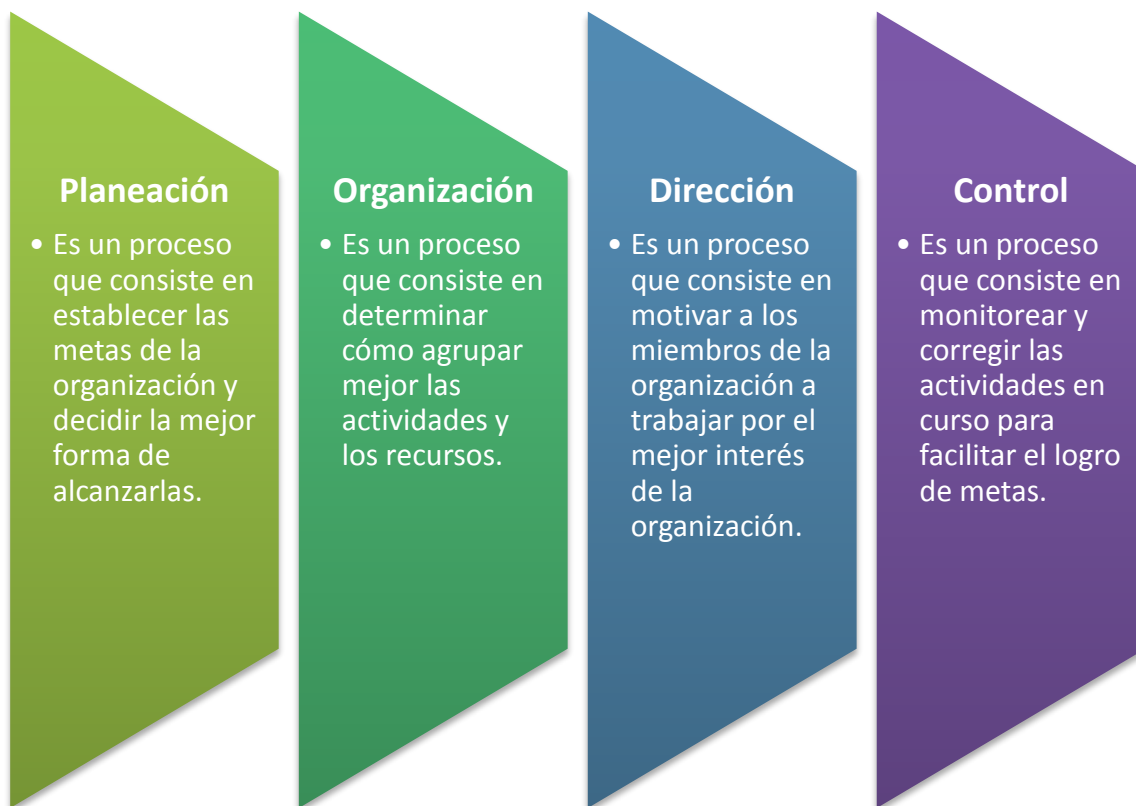 Planeación
• Es un proceso
que consiste en
establecer las
metas de la
organización y
decidir la mejor
forma de
alcanzarlas.
Organización
• Es un proceso
que consiste en
determinar
cómo agrupar
mejor las
actividades y
los recursos.
Dirección
• Es un proceso
que consiste en
motivar a los
miembros de la
organización a
trabajar por el
mejor interés
de la
organización.
Control
• Es un proceso
que consiste en
monitorear y
corregir las
actividades en
curso para
facilitar el logro
de metas.